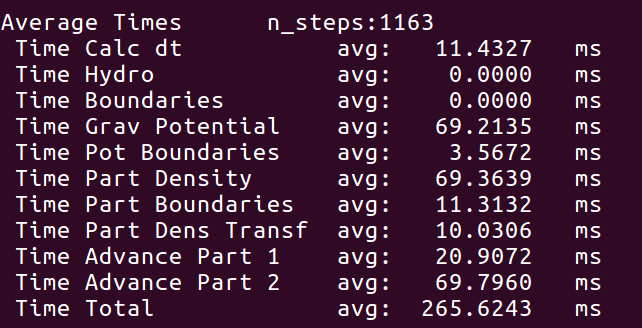 Average Times      n_steps:1163
 Time Calc dt           avg:   11.4327   ms
 Time Hydro             avg:    0.0000   ms
 Time Boundaries        avg:    0.0000   ms
 Time Grav Potential    avg:   69.2135   ms
 Time Pot Boundaries    avg:    3.5672   ms
 Time Part Density      avg:   69.3639   ms
 Time Part Boundaries   avg:   11.3132   ms
 Time Part Dens Transf  avg:   10.0306   ms
 Time Advance Part 1    avg:   20.9072   ms
 Time Advance Part 2    avg:   69.7960   ms
 Time Total             avg:  265.6243   ms